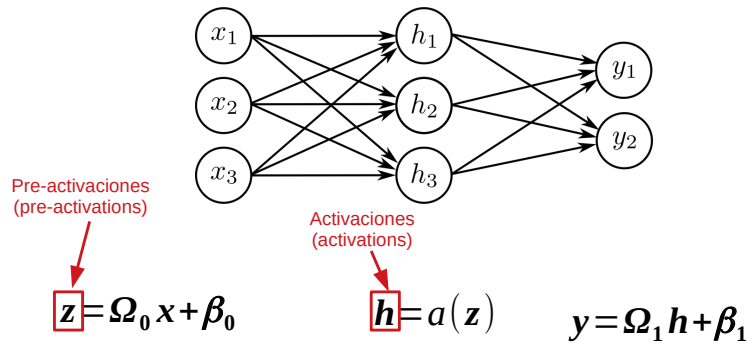 x₁ h₁
y₁
x₂ h₂
y₂
x₃ h₃
Pre-activaciones
(pre-activations)
Activaciones
(activations)
z=Ω₀ x+β₀ h=a(z) y=Ω₁ h+β₁